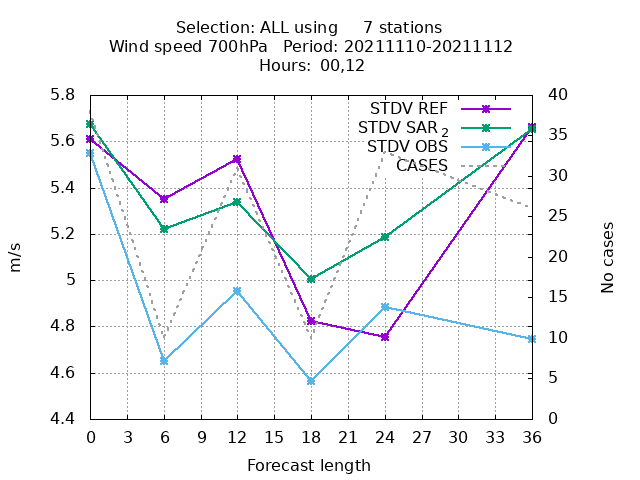 Selection: ALL using     7 stations
Wind speed 700hPa   Period: 20211110-20211112
Hours: 00,12
STDV REF
STDV SAR2
STDV OBS
CASES
5.8
5.6
5.4
5.2
5
4.8
4.6
4.4
40
35
30
25
20
15
10
5
0
m/s
No cases
0 3 6 9 12 15 18 21 24 27 30 33 36
Forecast length